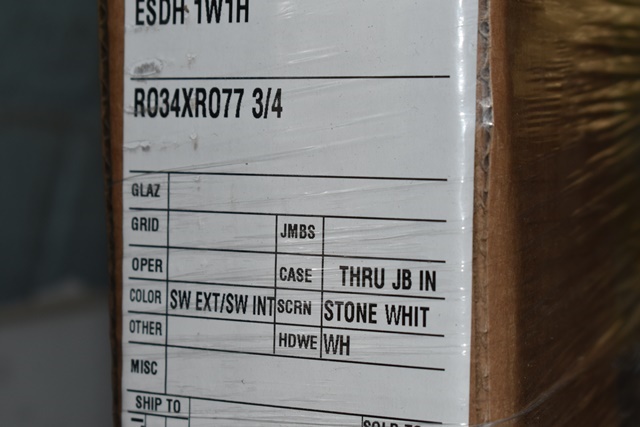 ESDH 1W1H
RO34XRO77 3/4
GLAZ
GRID JMBS
OPER CASE THRU JB IN
COLOR SW EXT/SW INT SCRN STONE WHIT
OTHER HDWE WH
MISC
SHIP TO